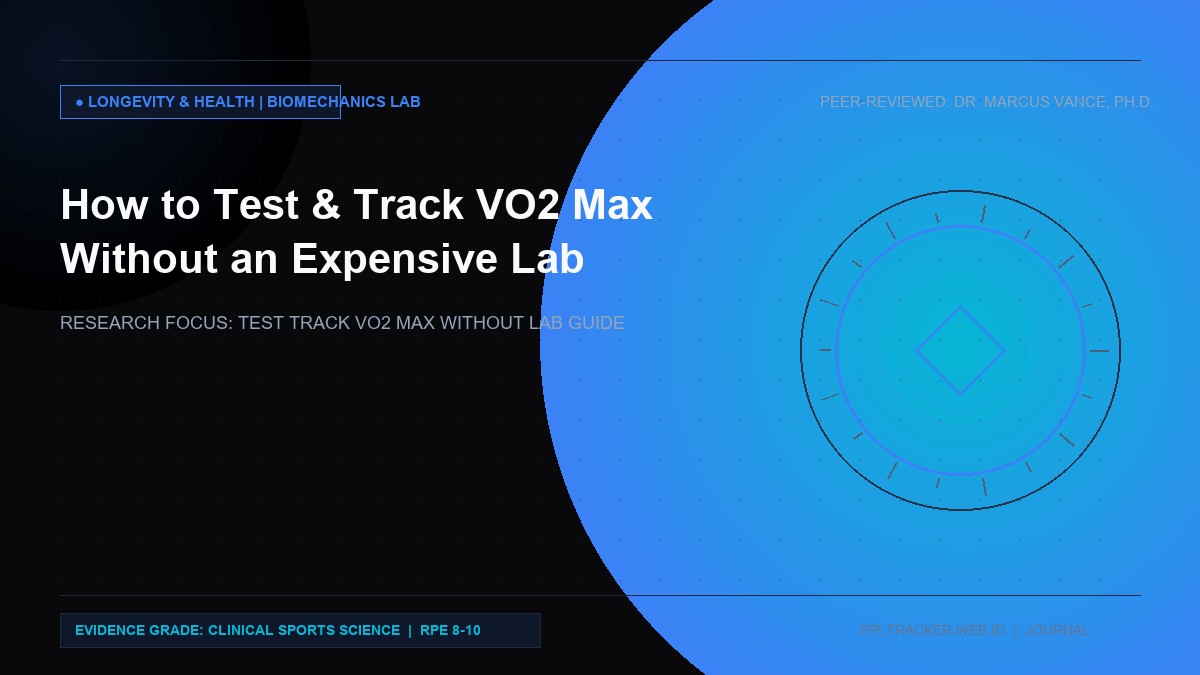 ● LONGEVITY & HEALTH | BIOMECHANICS LAB
PEER-REVIEWED: DR. MARCUS VANCE, PH.D.
How to Test & Track VO2 Max
Without an Expensive Lab
RESEARCH FOCUS: TEST TRACK VO2 MAX WITHOUT LAB GUIDE
EVIDENCE GRADE: CLINICAL SPORTS SCIENCE | RPE 8-10
PPLTRACKER.WEB.ID | JOURNAL